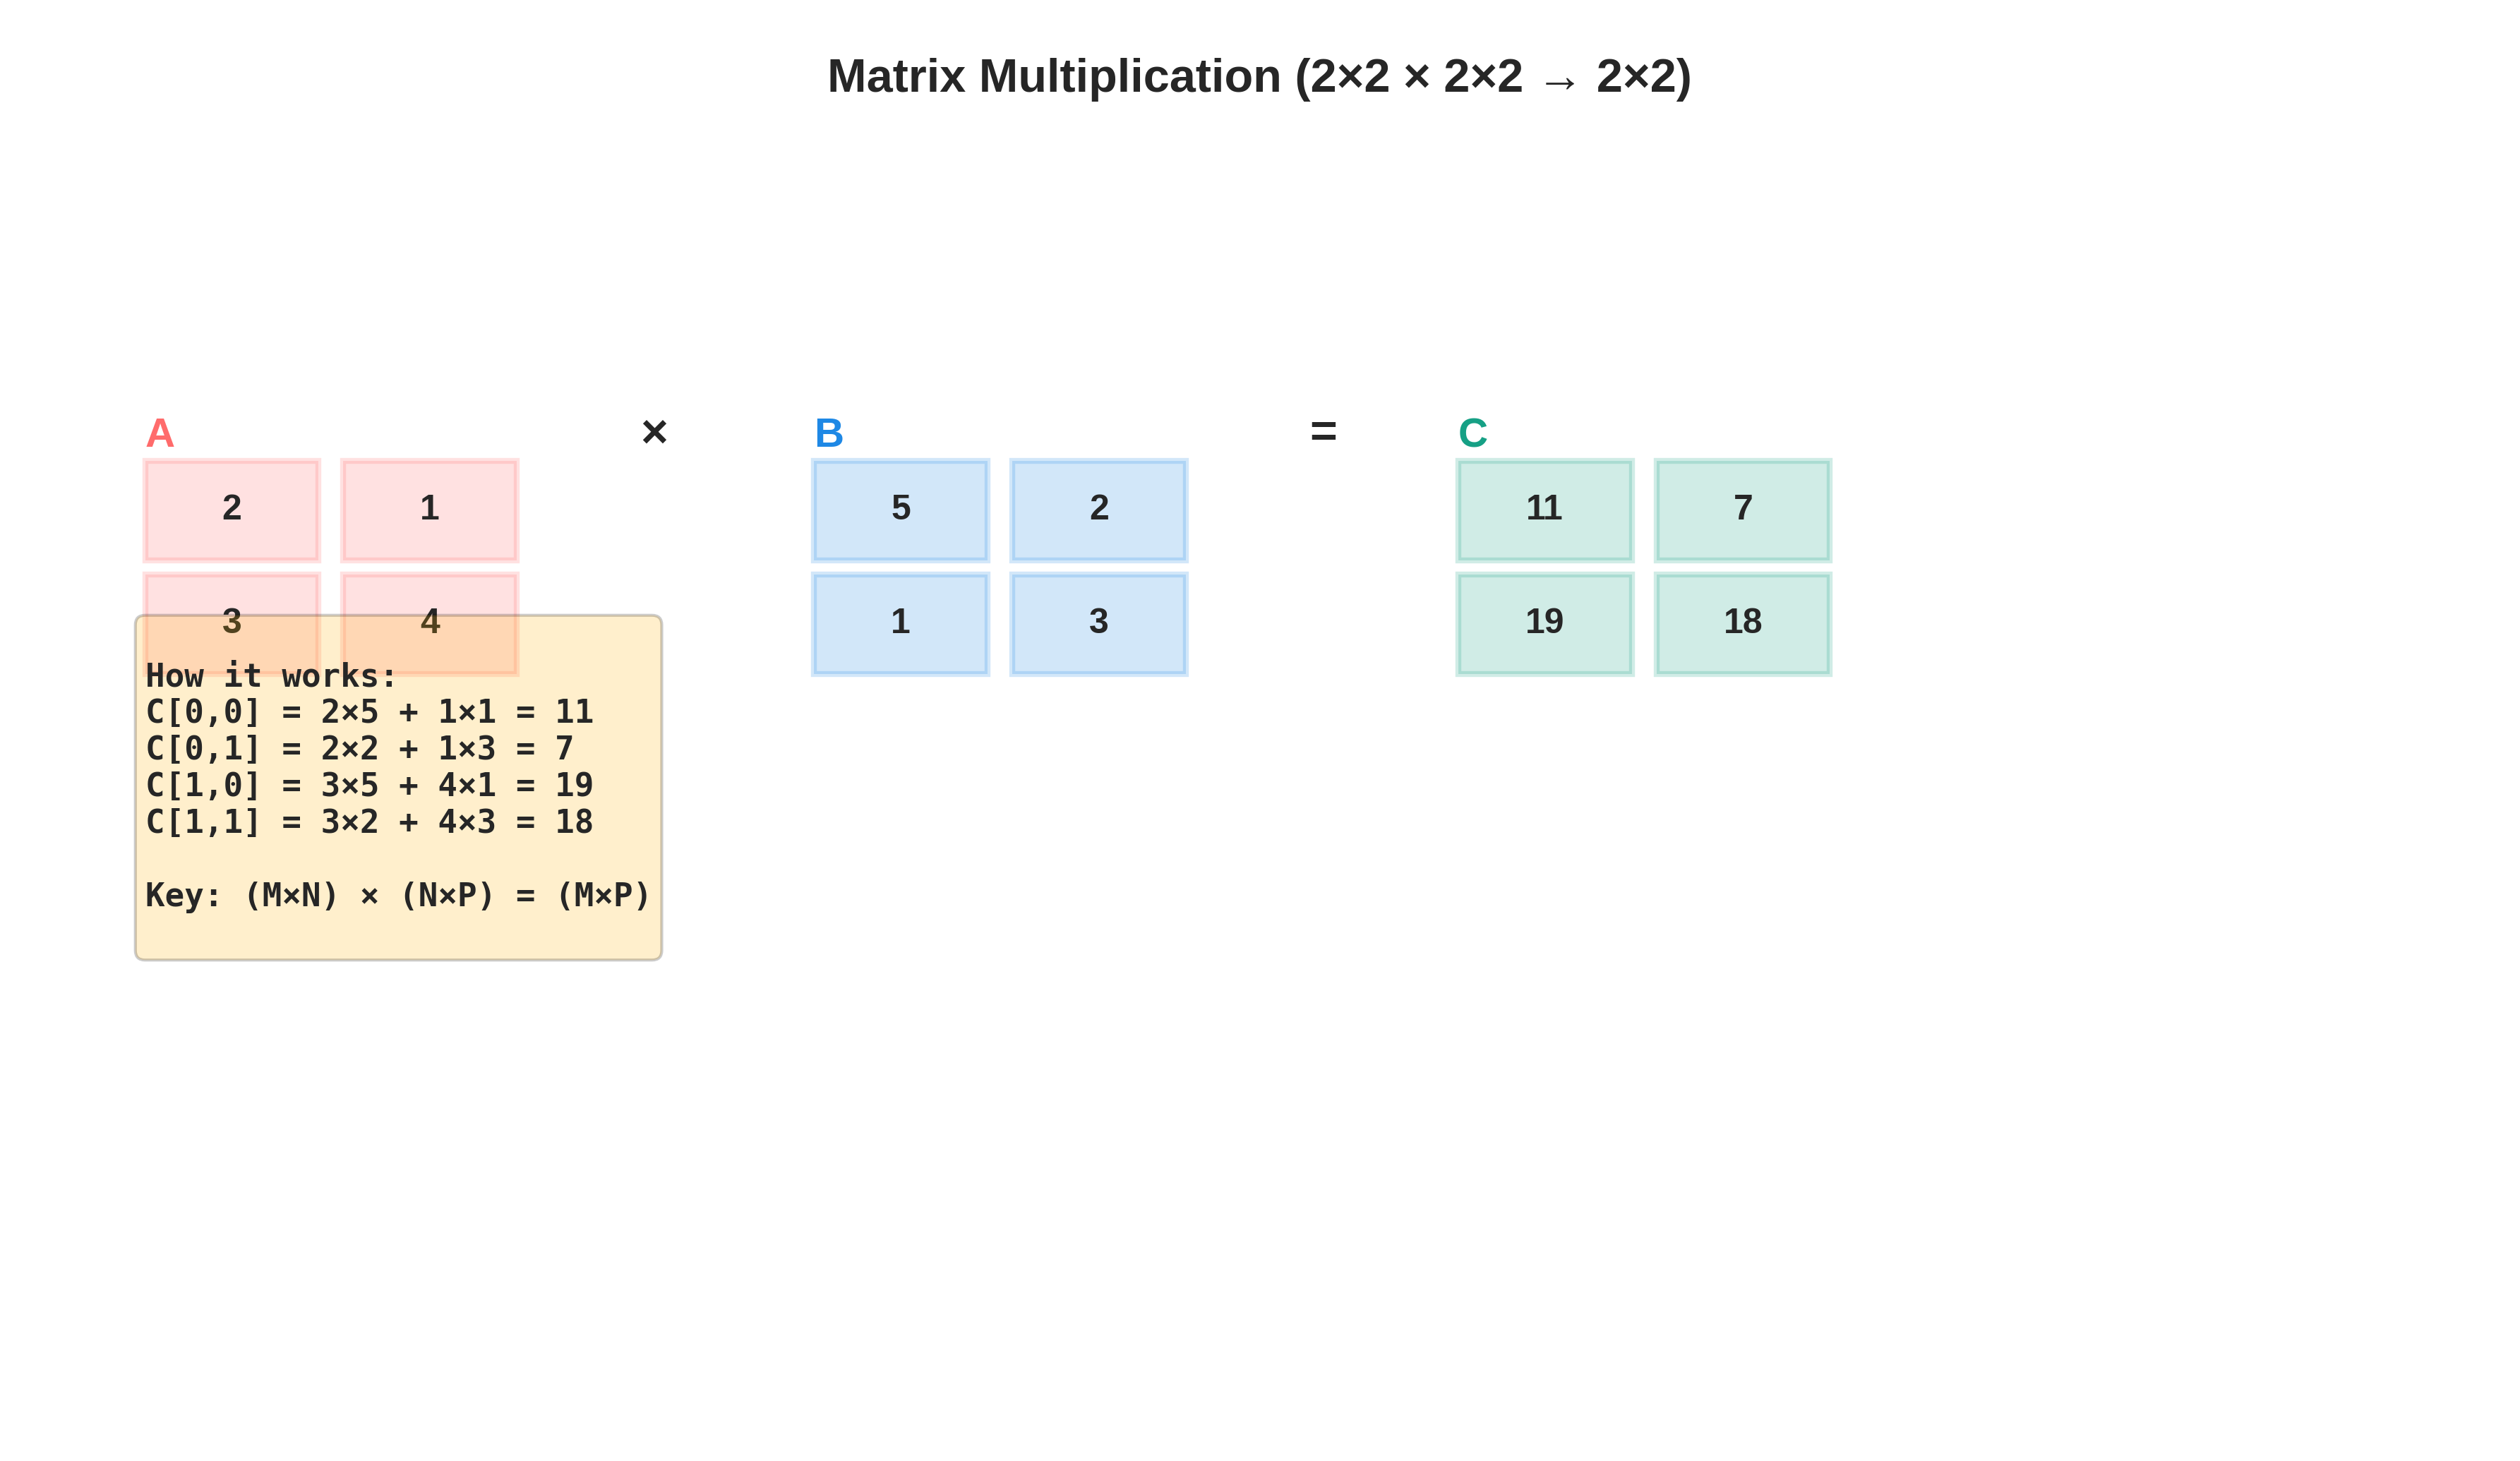 Matrix Multiplication (2×2 × 2×2 → 2×2)
A × B = C
2 1 5 2 11 7
3 4 1 3 19 18
How it works:
C[0,0] = 2×5 + 1×1 = 11
C[0,1] = 2×2 + 1×3 = 7
C[1,0] = 3×5 + 4×1 = 19
C[1,1] = 3×2 + 4×3 = 18
Key: (M×N) × (N×P) = (M×P)